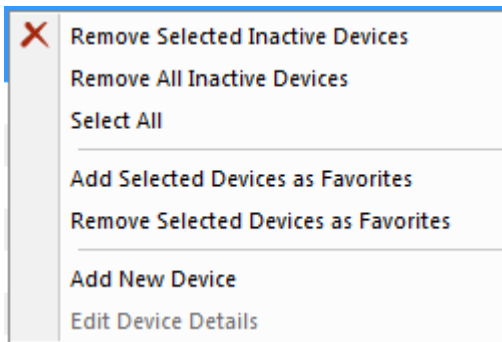 Remove Selected Inactive Devices
Remove All Inactive Devices
Select All
Add Selected Devices as Favorites
Remove Selected Devices as Favorites
Add New Device
Edit Device Details